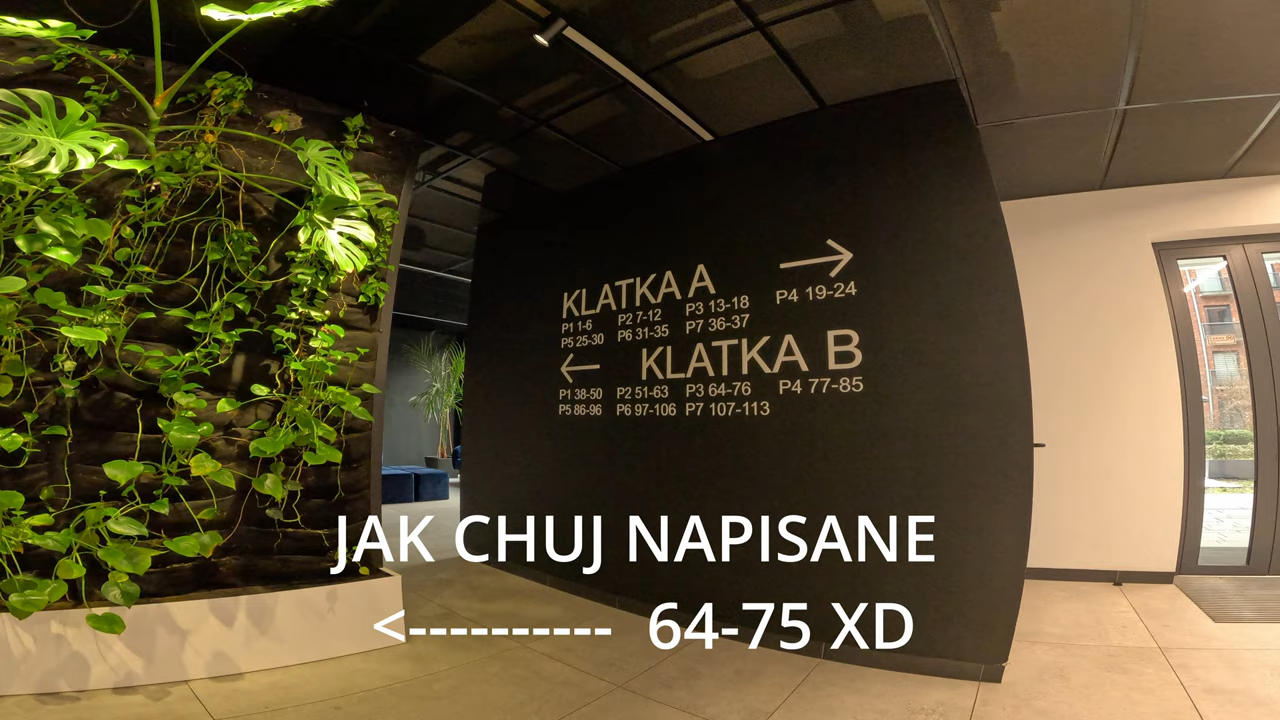 KLATKA A →
P1 1-6 P2 7-12 P3 13-18 P4 19-24
P5 25-30 P6 31-35 P7 36-37
← KLATKA B
P1 38-50 P2 51-63 P3 64-76 P4 77-85
P5 86-96 P6 97-106 P7 107-113
JAK CHUJ NAPISANE
<---------- 64-75 XD